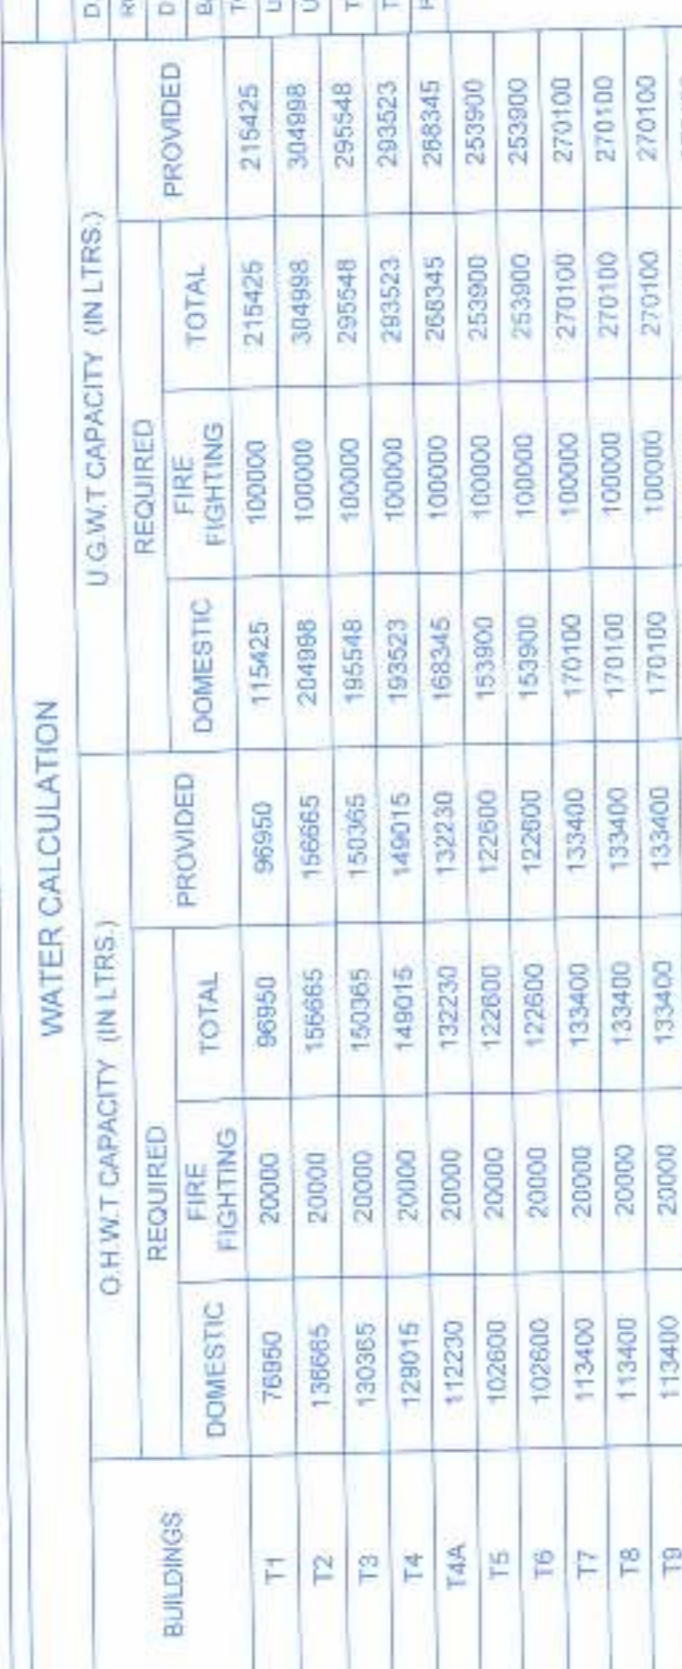 WATER CALCULATION
BUILDINGS O.H.W.T CAPACITY (IN LTRS.) U.G.W.T CAPACITY (IN LTRS.)
REQUIRED PROVIDED REQUIRED PROVIDED
DOMESTIC FIRE FIGHTING TOTAL DOMESTIC FIRE FIGHTING TOTAL
T1 76950 20000 96950 96950 115425 100000 215425 215425
T2 136665 20000 156665 156665 204998 100000 304998 304998
T3 130365 20000 150365 150365 195548 100000 295548 295548
T4 129015 20000 149015 149015 193523 100000 293523 293523
T4A 112230 20000 132230 132230 168345 100000 268345 268345
T5 102600 20000 122600 122600 153900 100000 253900 253900
T6 102600 20000 122600 122600 153900 100000 253900 253900
T7 113400 20000 133400 133400 170100 100000 270100 270100
T8 113400 20000 133400 133400 170100 100000 270100 270100
T9 113400 20000 133400 133400 170100 100000 270100 270100